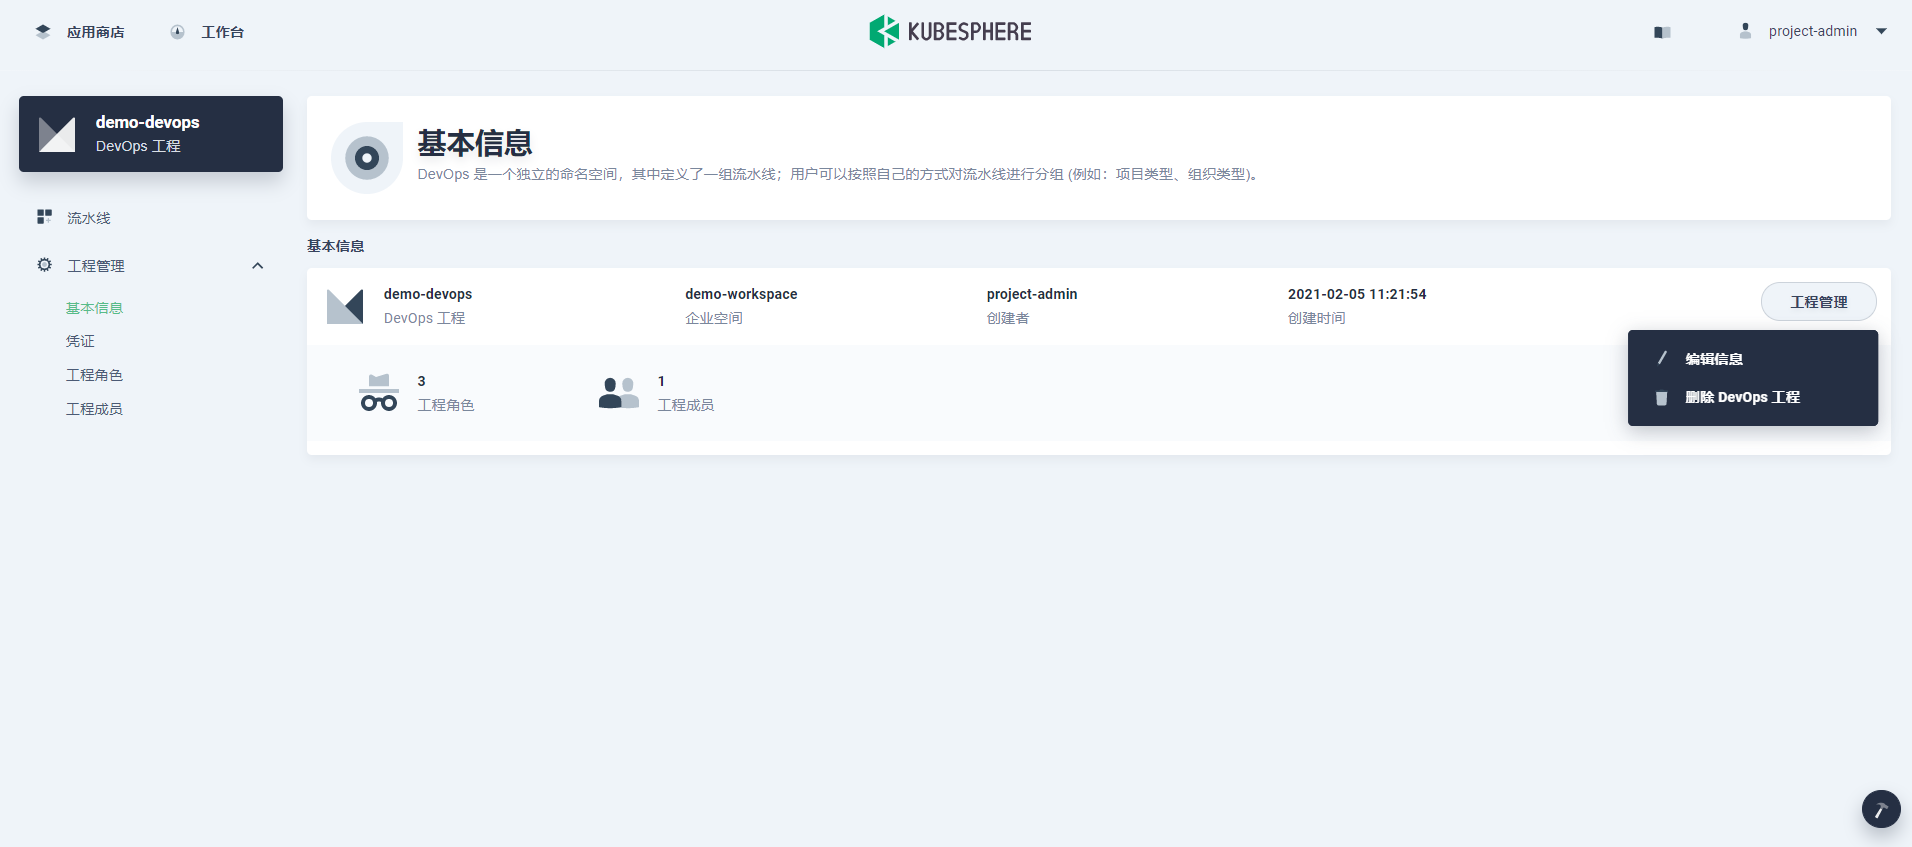 应用商店
工作台
KUBESPHERE
project-admin
demo-devops
DevOps 工程
流水线
工程管理
基本信息
凭证
工程角色
工程成员
基本信息
DevOps 是一个独立的命名空间，其中定义了一组流水线；用户可以按照自己的方式对流水线进行分组 (例如：项目类型、组织类型)。
基本信息
demo-devops
DevOps 工程
demo-workspace
企业空间
project-admin
创建者
2021-02-05 11:21:54
创建时间
工程管理
编辑信息
删除 DevOps 工程
3
工程角色
1
工程成员